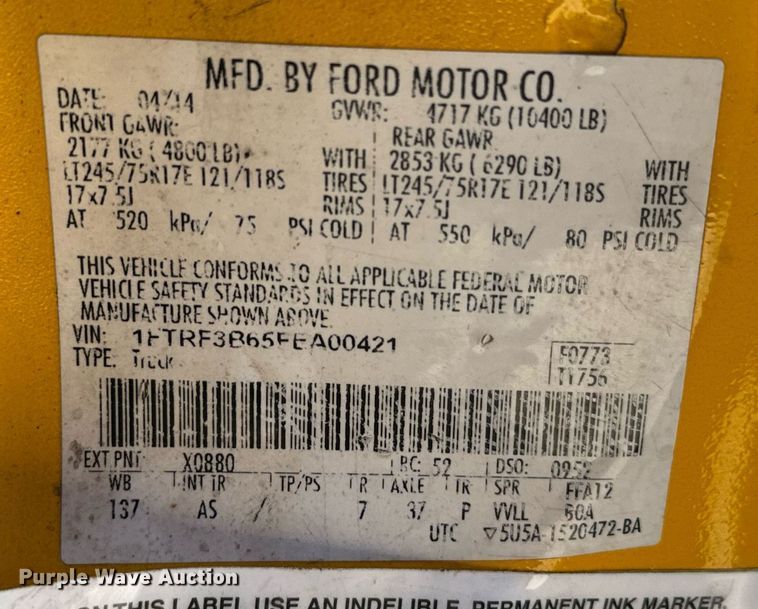 MFD. BY FORD MOTOR CO.
DATE: 04/14 GVWR: 4717 KG (10400 LB)
FRONT GAWR: REAR GAWR
2177 KG ( 4800 LB) WITH 2853 KG ( 6290 LB) WITH
LT245/75R17E 121/118S TIRES LT245/75R17E 121/118S TIRES
17x7.5J RIMS 17x7.5J RIMS
AT 520 kPa/ 75 PSI COLD AT 550 kPa/ 80 PSI COLD
THIS VEHICLE CONFORMS TO ALL APPLICABLE FEDERAL MOTOR
VEHICLE SAFETY STANDARDS IN EFFECT ON THE DATE OF
MANUFACTURE SHOWN ABOVE.
VIN: 1FTRF3B65FEA00421
TYPE: Truck
F0773
T1756
EXT PNT: X0880 RC: 52 DSO: 0952
WB INT TR TP/PS R AXLE TR SPR FFA12
137 AS 7 37 P VVLL 60A
UTC ▽5U5A-1520472-BA
Purple Wave Auction
ON THIS LABEL USE AN INDELIBLE PERMANENT INK MARKER.